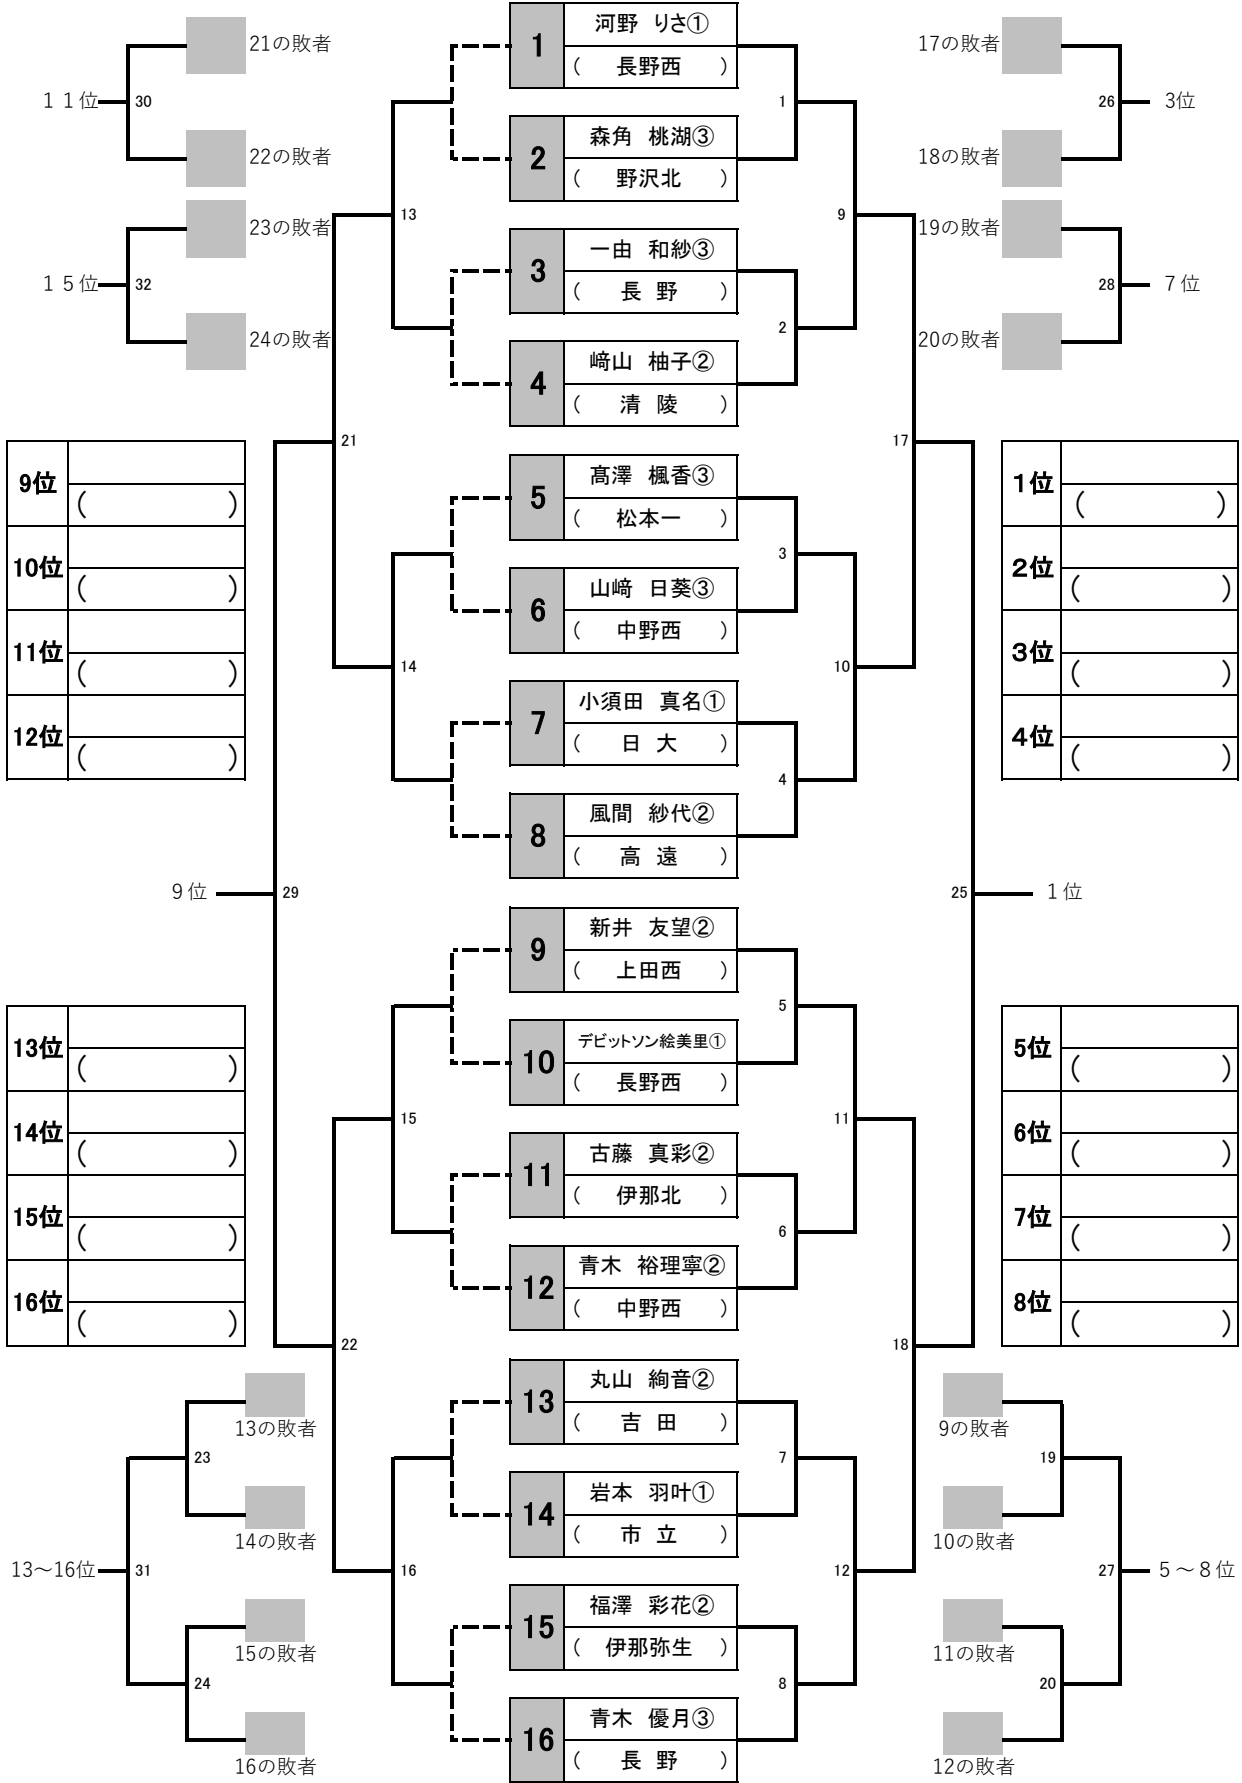 21の敗者
１１位
30
22の敗者
23の敗者
１５位
32
24の敗者
17の敗者
26
3位
18の敗者
19の敗者
28
７位
20の敗者
1
河野 りさ①
( 長野西 )
1
2
森角 桃湖③
( 野沢北 )
13
9
3
一由 和紗③
( 長 野 )
2
4
﨑山 柚子②
( 清 陵 )
21
17
5
髙澤 楓香③
( 松本一 )
3
6
山﨑 日葵③
( 中野西 )
14
10
7
小須田 真名①
( 日 大 )
4
8
風間 紗代②
( 高 遠 )
9位
( )
10位
( )
11位
( )
12位
( )
1位
( )
2位
( )
3位
( )
4位
( )
９位
29
25
１位
9
新井 友望②
( 上田西 )
5
10
デビットソン絵美里①
( 長野西 )
15
11
11
古藤 真彩②
( 伊那北 )
6
12
青木 裕理寧②
( 中野西 )
22
18
13
丸山 絢音②
( 吉 田 )
7
14
岩本 羽叶①
( 市 立 )
16
12
15
福澤 彩花②
( 伊那弥生 )
8
16
青木 優月③
( 長 野 )
13位
( )
14位
( )
15位
( )
16位
( )
5位
( )
6位
( )
7位
( )
8位
( )
13の敗者
23
14の敗者
13～16位
31
15の敗者
24
16の敗者
9の敗者
19
10の敗者
27
５～８位
11の敗者
20
12の敗者